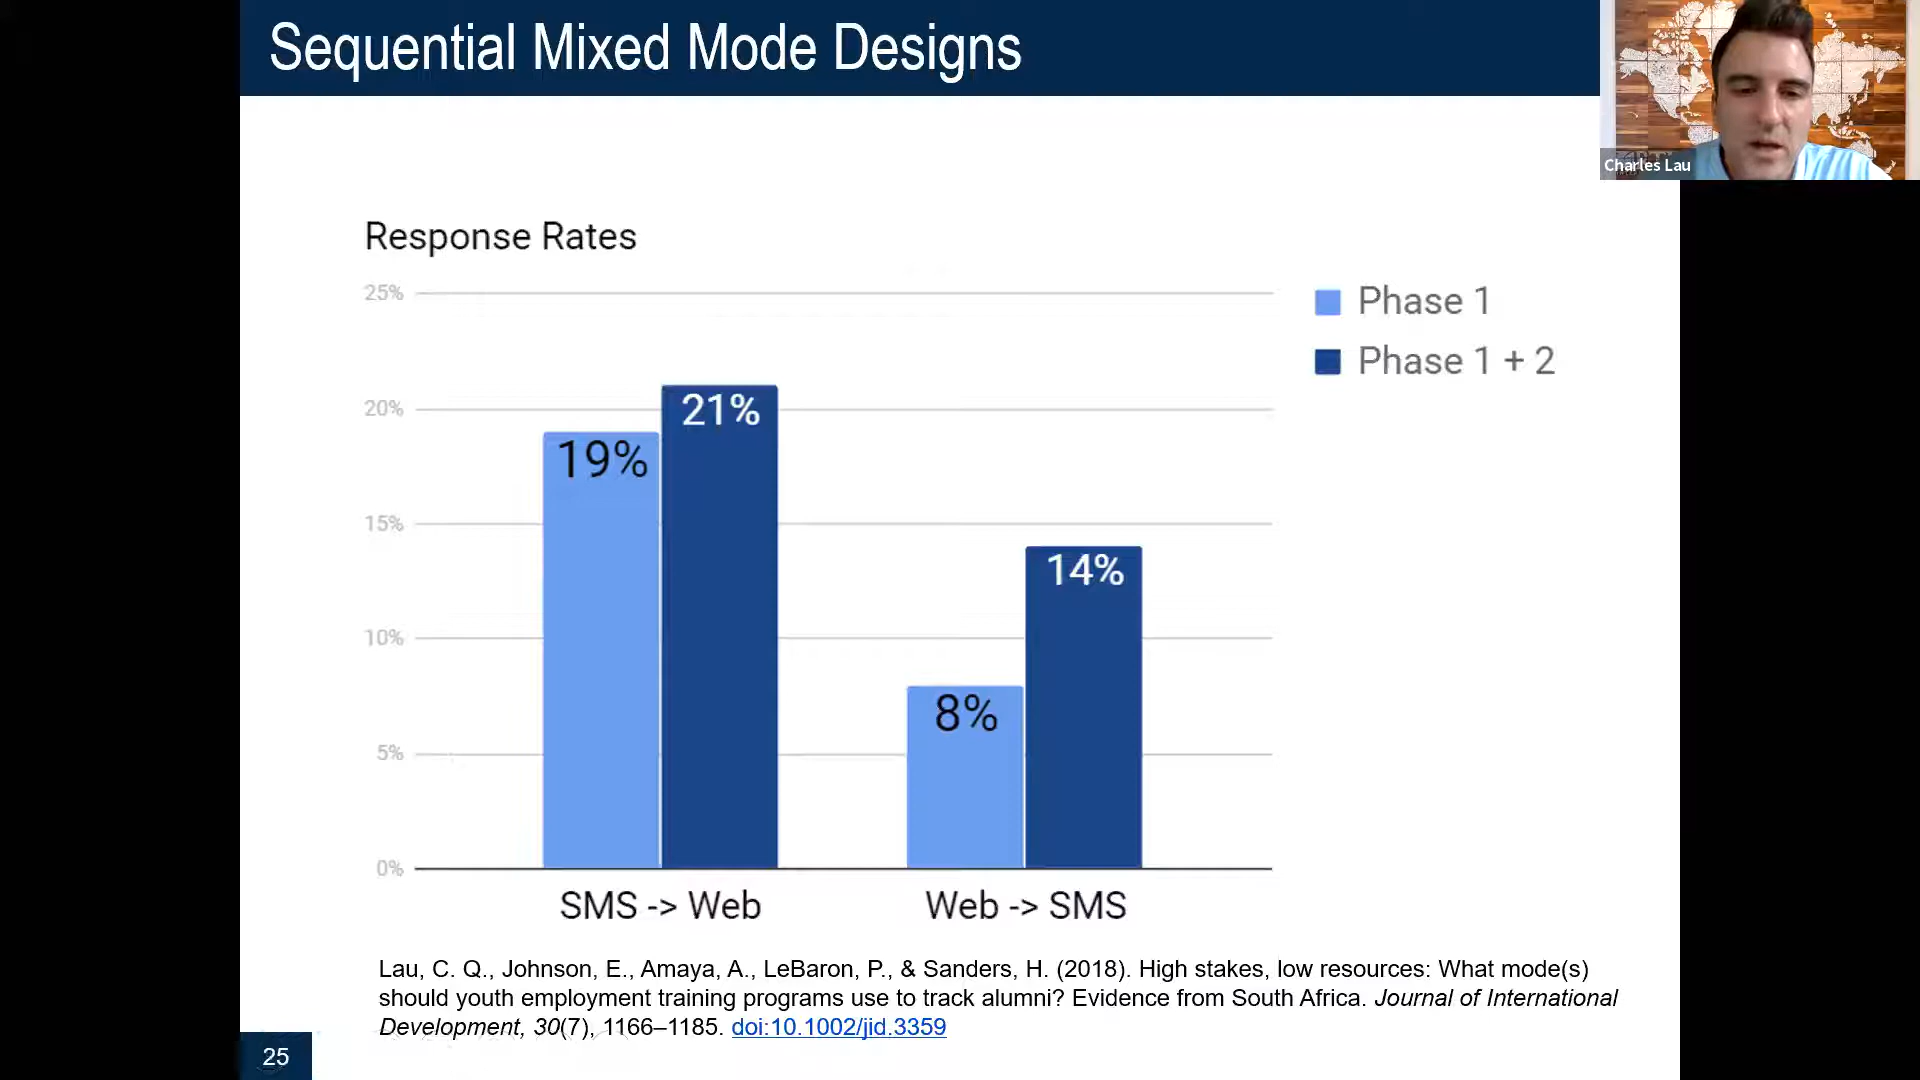 Sequential Mixed Mode Designs
Charles Lau
Response Rates
25%
20%
15%
10%
5%
0%
Phase 1
Phase 1 + 2
19%
21%
8%
14%
SMS -> Web
Web -> SMS
Lau, C. Q., Johnson, E., Amaya, A., LeBaron, P., & Sanders, H. (2018). High stakes, low resources: What mode(s)
should youth employment training programs use to track alumni? Evidence from South Africa. Journal of International
Development, 30(7), 1166–1185. doi:10.1002/jid.3359
25